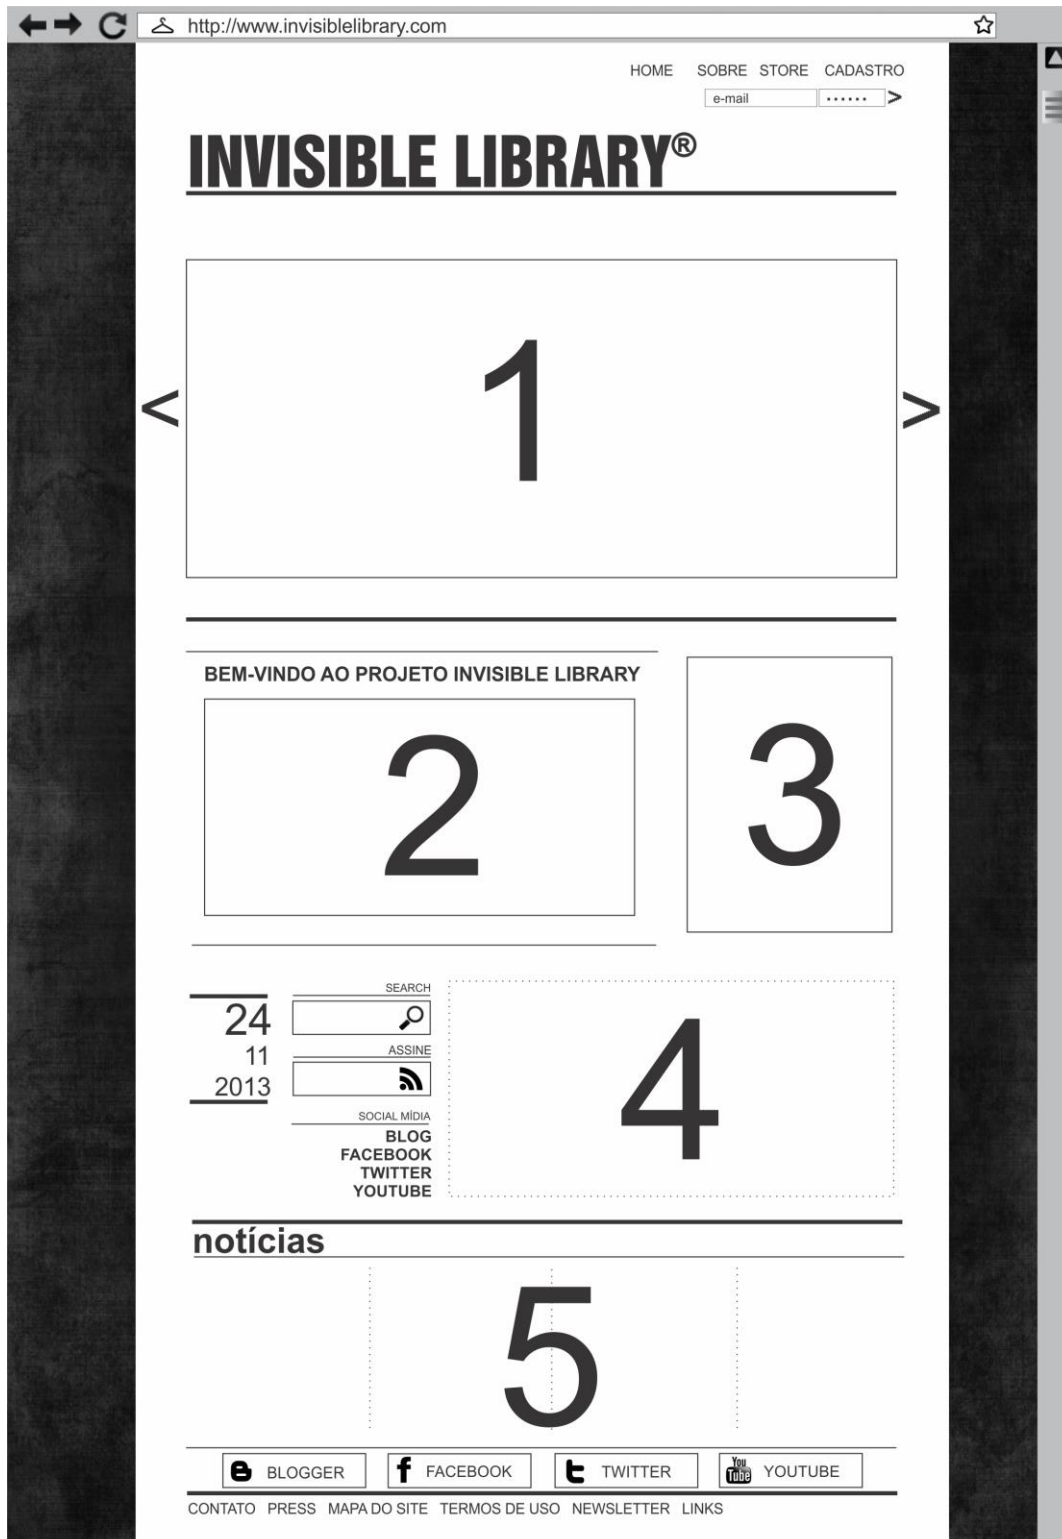 http://www.invisiblelibrary.com
HOME SOBRE STORE CADASTRO
e-mail ...... >
INVISIBLE LIBRARY®
< 1 >
BEM-VINDO AO PROJETO INVISIBLE LIBRARY
2
3
24
11
2013
SEARCH
ASSINE
SOCIAL MÍDIA
BLOG
FACEBOOK
TWITTER
YOUTUBE
4
notícias
5
BLOGGER f FACEBOOK t TWITTER You Tube YOUTUBE
CONTATO PRESS MAPA DO SITE TERMOS DE USO NEWSLETTER LINKS